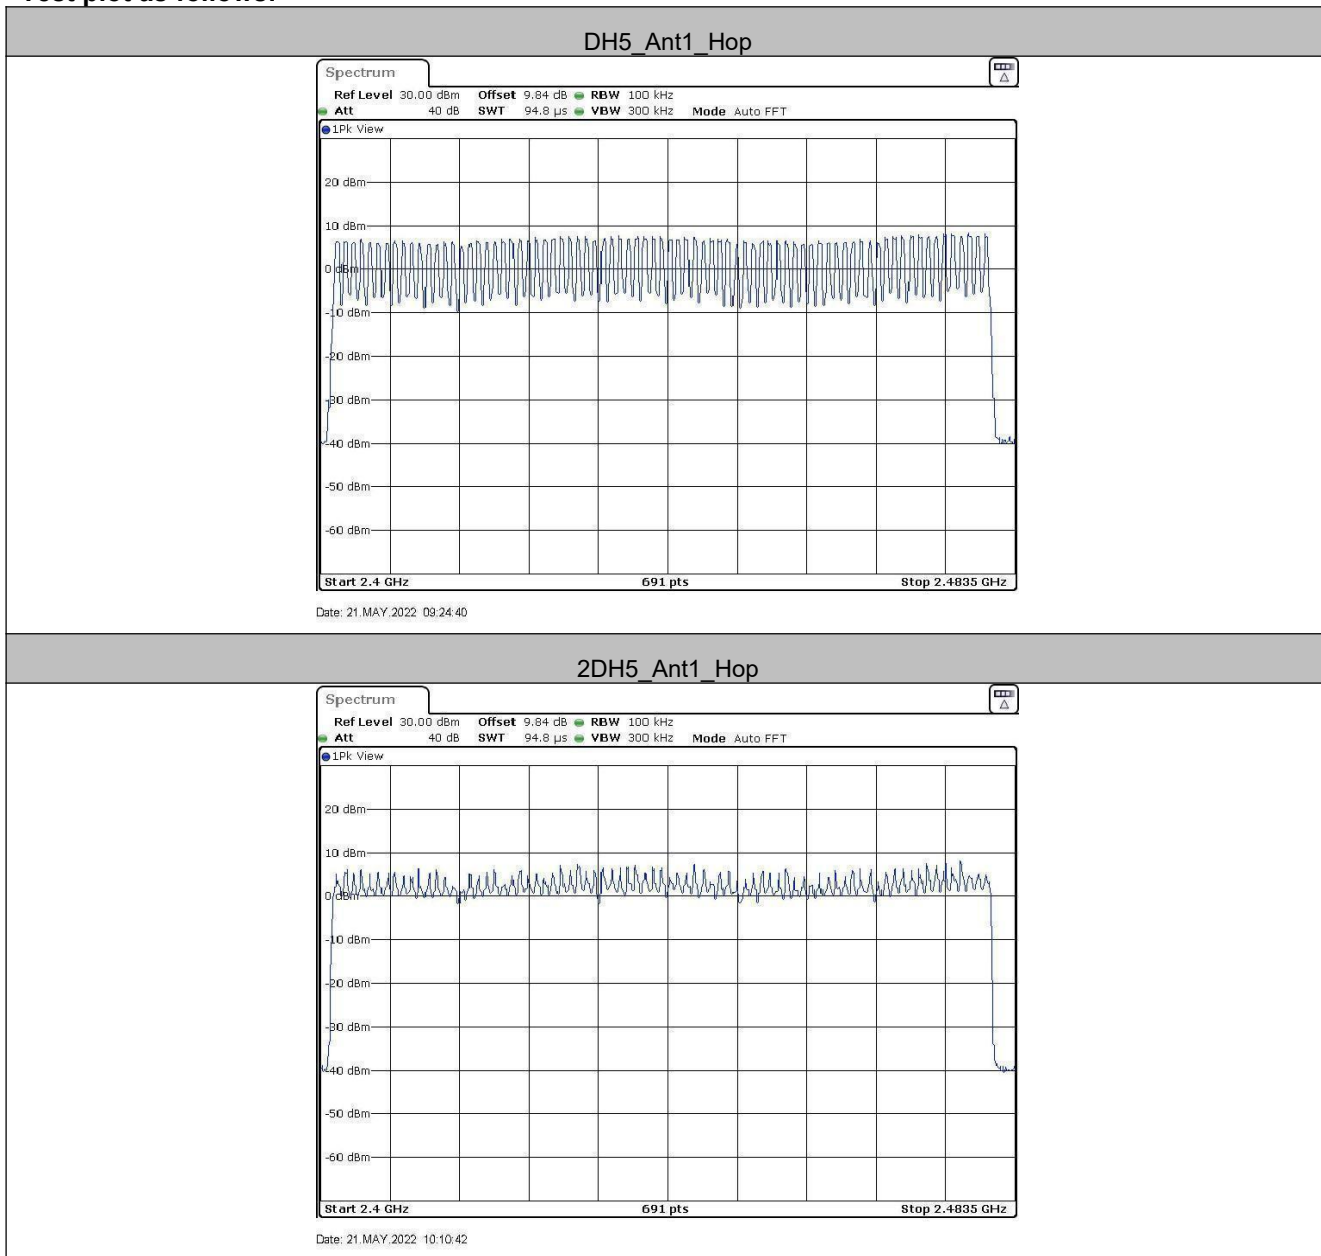 Test plot as follows:
DH5_Ant1_Hop
Spectrum
Ref Level 30.00 dBm Offset 9.84 dB RBW 100 kHz
Att 40 dB SWT 94.8 µs VBW 300 kHz Mode Auto FFT
1Pk View
20 dBm
10 dBm
0 dBm
-10 dBm
-20 dBm
-30 dBm
-40 dBm
-50 dBm
-60 dBm
Start 2.4 GHz 691 pts Stop 2.4835 GHz
Date: 21.MAY.2022 09:24:40
2DH5_Ant1_Hop
Spectrum
Ref Level 30.00 dBm Offset 9.84 dB RBW 100 kHz
Att 40 dB SWT 94.8 µs VBW 300 kHz Mode Auto FFT
1Pk View
20 dBm
10 dBm
0 dBm
-10 dBm
-20 dBm
-30 dBm
-40 dBm
-50 dBm
-60 dBm
Start 2.4 GHz 691 pts Stop 2.4835 GHz
Date: 21.MAY.2022 10:10:42